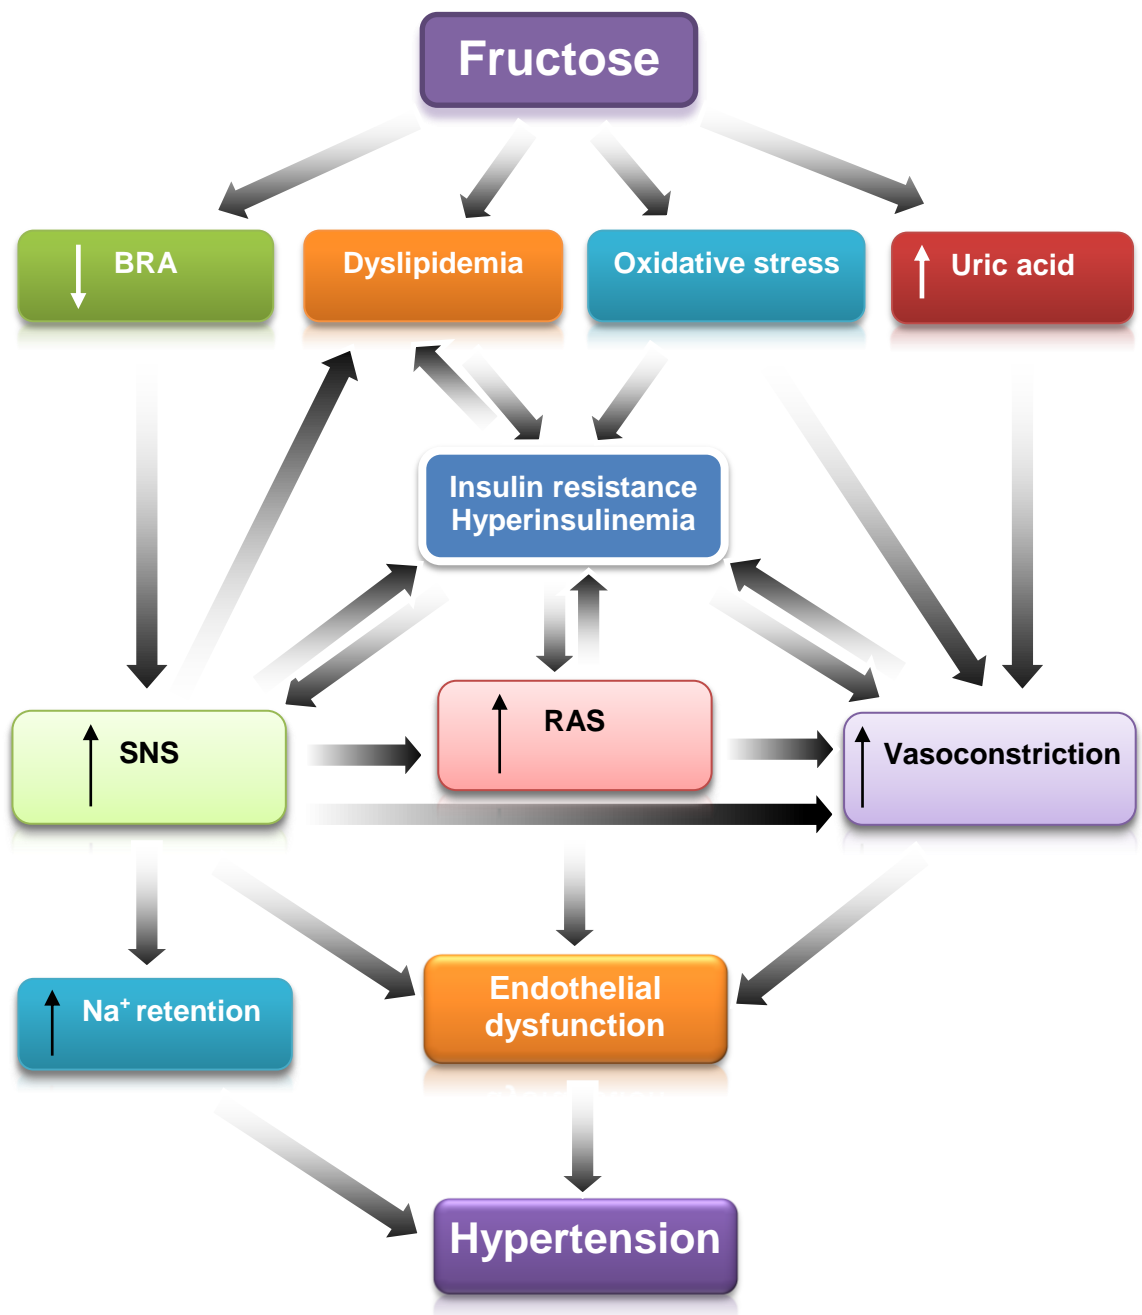 Fructose
BRA
Dyslipidemia
Oxidative stress
Uric acid
Insulin resistance
Hyperinsulinemia
SNS
RAS
Vasoconstriction
Na⁺ retention
Endothelial
dysfunction
Hypertension